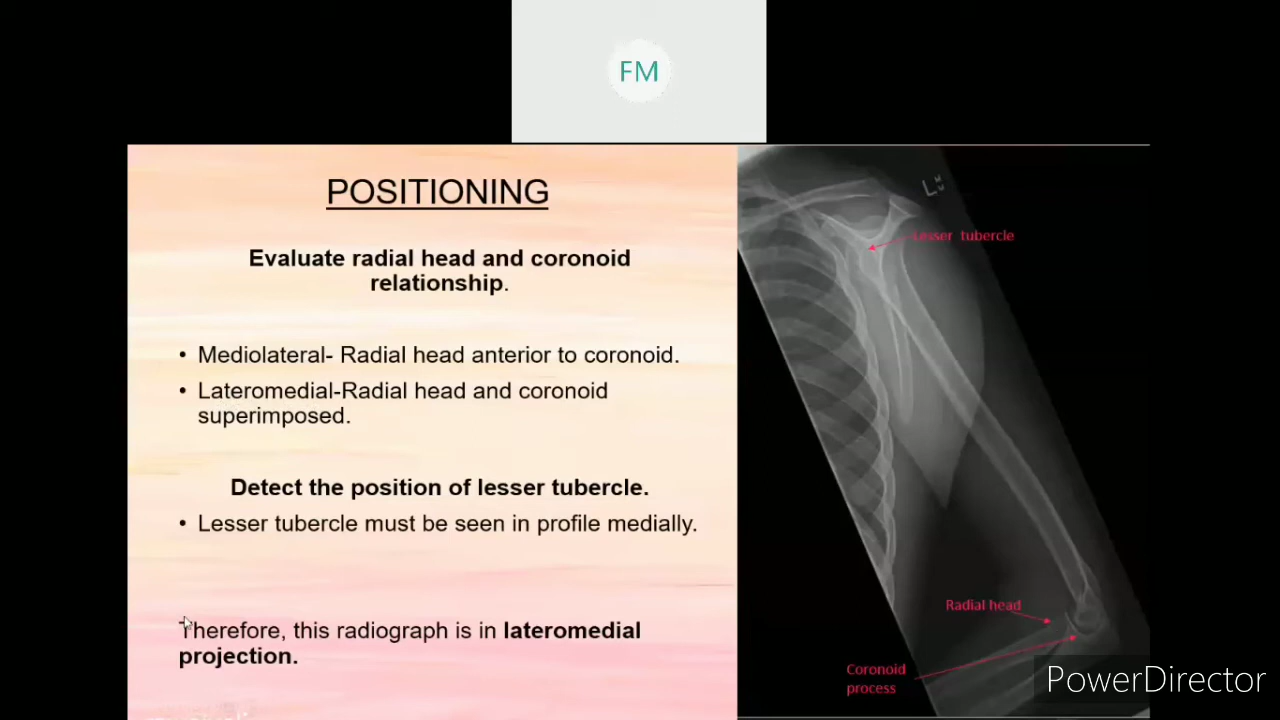 FM
POSITIONING
Evaluate radial head and coronoid
relationship.
• Mediolateral- Radial head anterior to coronoid.
• Lateromedial-Radial head and coronoid
superimposed.
Detect the position of lesser tubercle.
• Lesser tubercle must be seen in profile medially.
Therefore, this radiograph is in lateromedial
projection.
L
Lesser tubercle
Radial head
Coronoid
process
PowerDirector